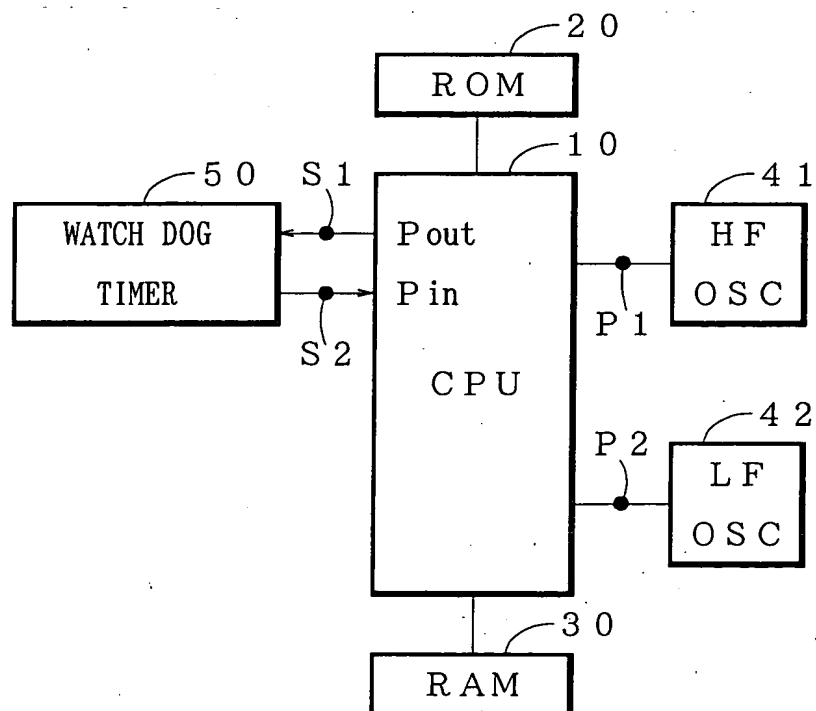 20
ROM
10
50
S1
41
WATCH DOG
TIMER
Pout
Pin
HF
OSC
S2
P1
CPU
42
P2
LF
OSC
30
RAM